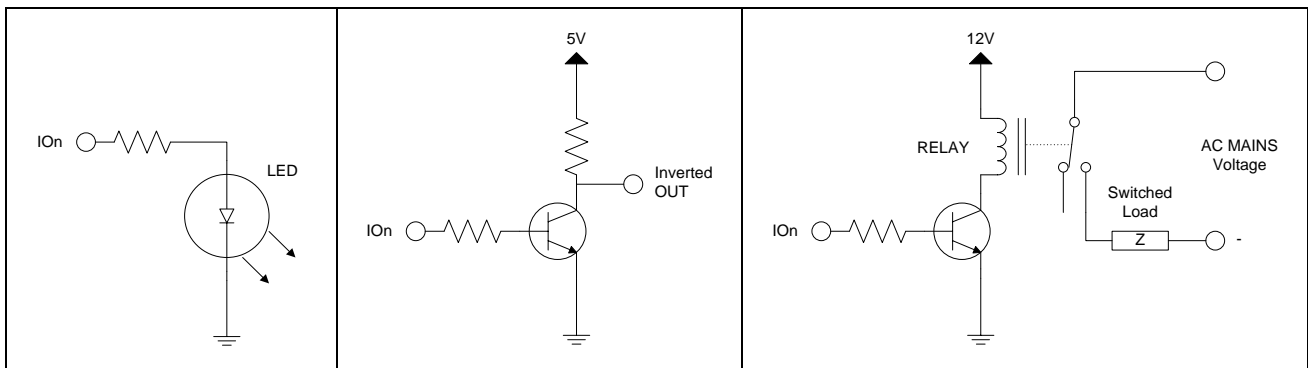 IOn
LED
5V
Inverted
OUT
IOn
12V
RELAY
AC MAINS
Voltage
Switched
Load
IOn
Z
-